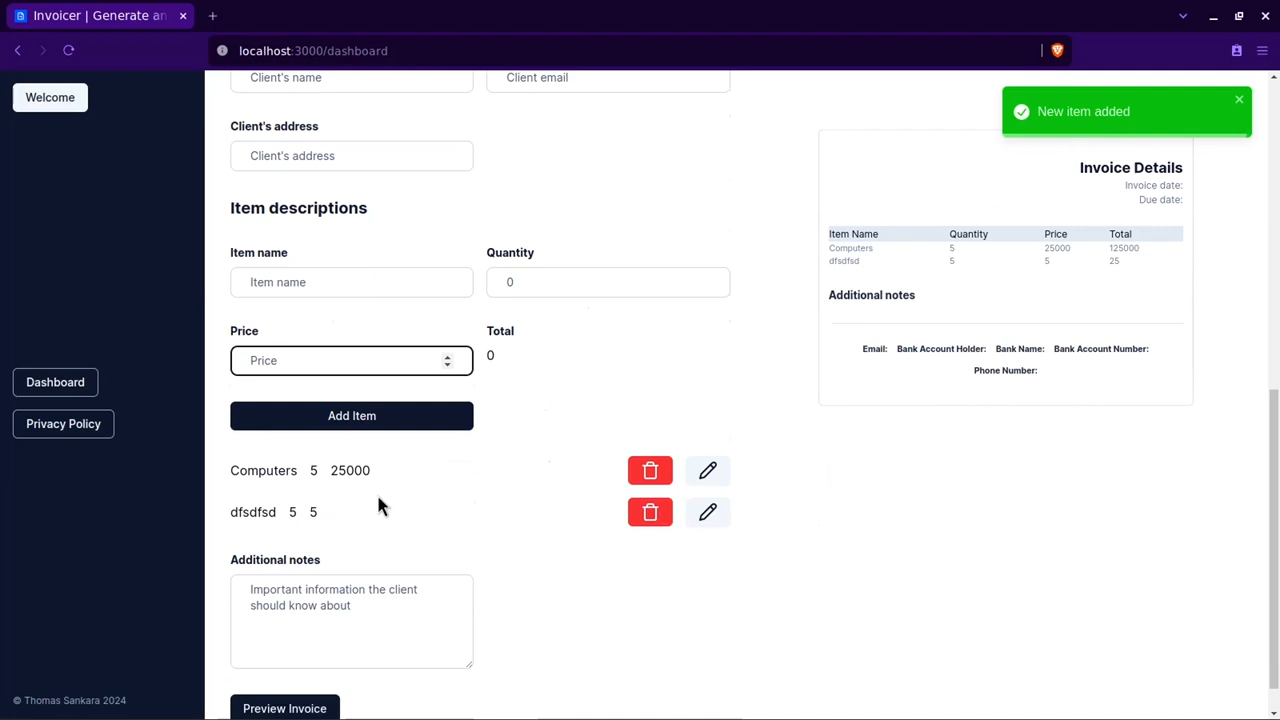 Invoicer | Generate an
localhost:3000/dashboard
Welcome
Dashboard
Privacy Policy
© Thomas Sankara 2024
Client's name
Client email
Client's address
Client's address
Item descriptions
Item name
Quantity
Item name
0
Price
Total
Price
0
Add Item
Computers 5 25000
dfsdfsd 5 5
Additional notes
Important information the client
should know about
Preview Invoice
New item added
Invoice Details
Invoice date:
Due date:
Item Name Quantity Price Total
Computers 5 25000 125000
dfsdfsd 5 5 25
Additional notes
Email: Bank Account Holder: Bank Name: Bank Account Number:
Phone Number: